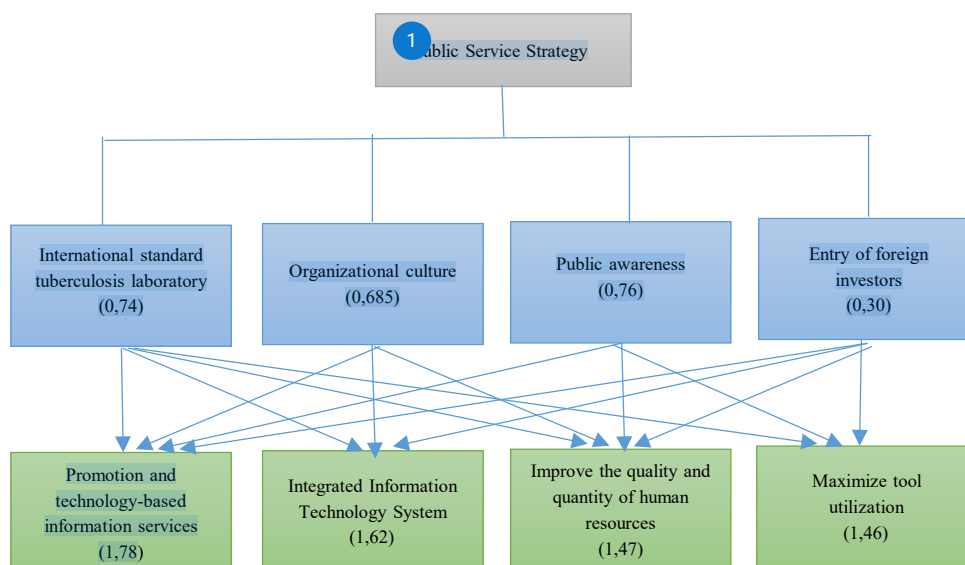 1
ublic Service Strategy
International standard
tuberculosis laboratory
(0,74)
Organizational culture
(0,685)
Public awareness
(0,76)
Entry of foreign
investors
(0,30)
Promotion and
technology-based
information services
(1,78)
Integrated Information
Technology System
(1,62)
Improve the quality and
quantity of human
resources
(1,47)
Maximize tool
utilization
(1,46)